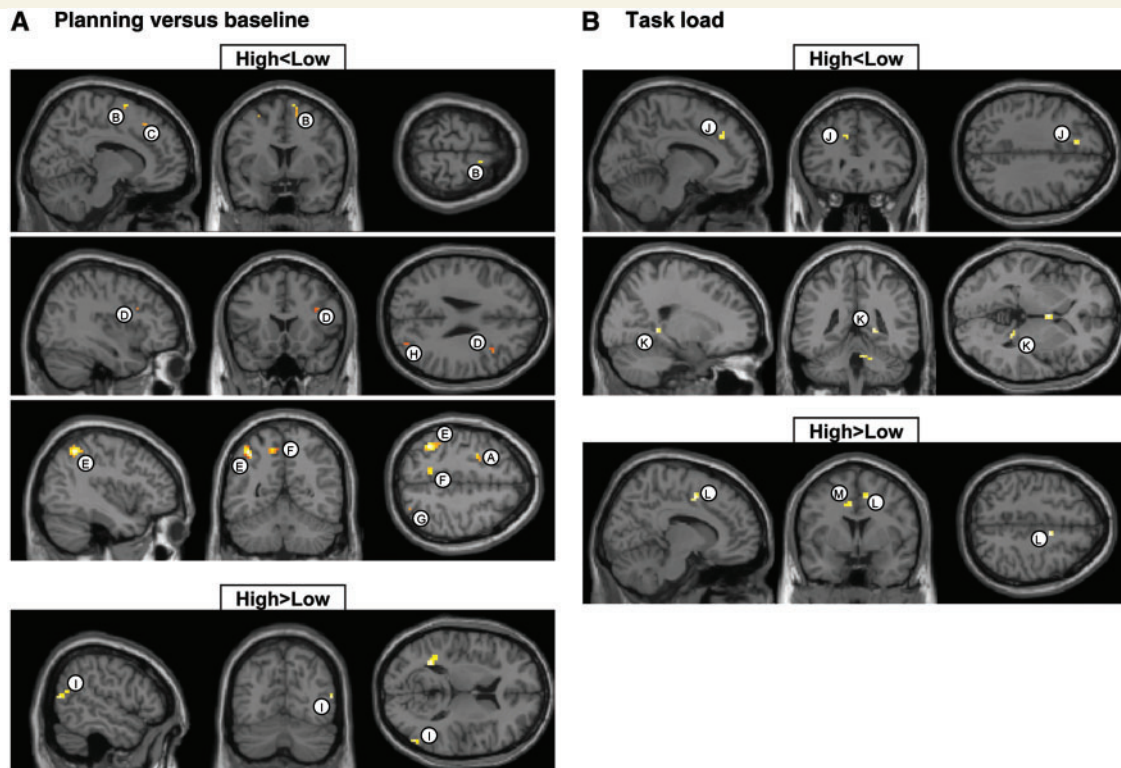 A Planning versus baseline
High<Low
B
C
B
B
D
D
H
D
E
E
F
E
A
F
G
High>Low
I
I
I
B Task load
High<Low
J
J
J
K
K
K
High>Low
L
M
L
L